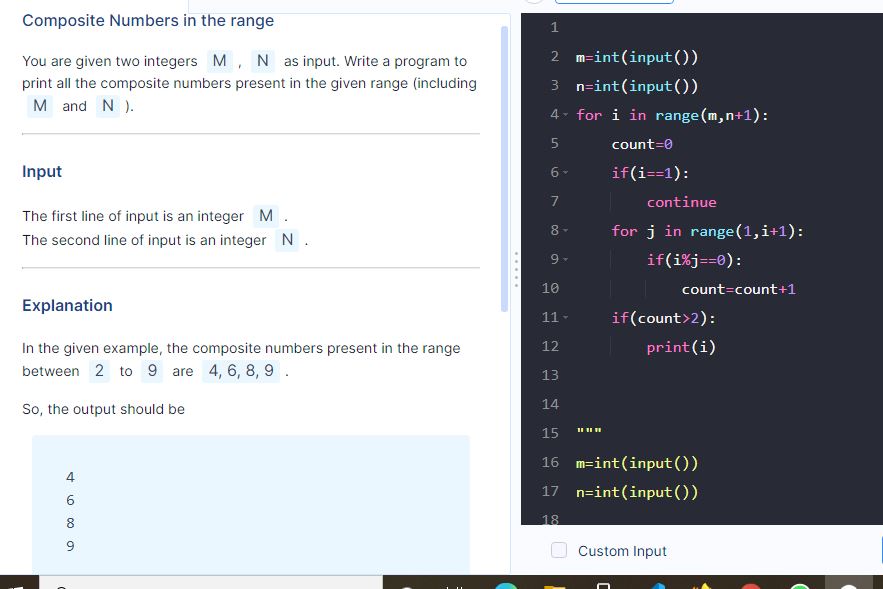 Composite Numbers in the range
You are given two integers M , N as input. Write a program to
print all the composite numbers present in the given range (including
M and N ).
Input
The first line of input is an integer M .
The second line of input is an integer N .
Explanation
In the given example, the composite numbers present in the range
between 2 to 9 are 4, 6, 8, 9 .
So, the output should be
4
6
8
9
1
2 m=int(input())
3 n=int(input())
4 for i in range(m,n+1):
5     count=0
6     if(i==1):
7         continue
8     for j in range(1,i+1):
9         if(i%j==0):
10             count=count+1
11     if(count>2):
12         print(i)
13
14
15 """
16 m=int(input())
17 n=int(input())
18
Custom Input